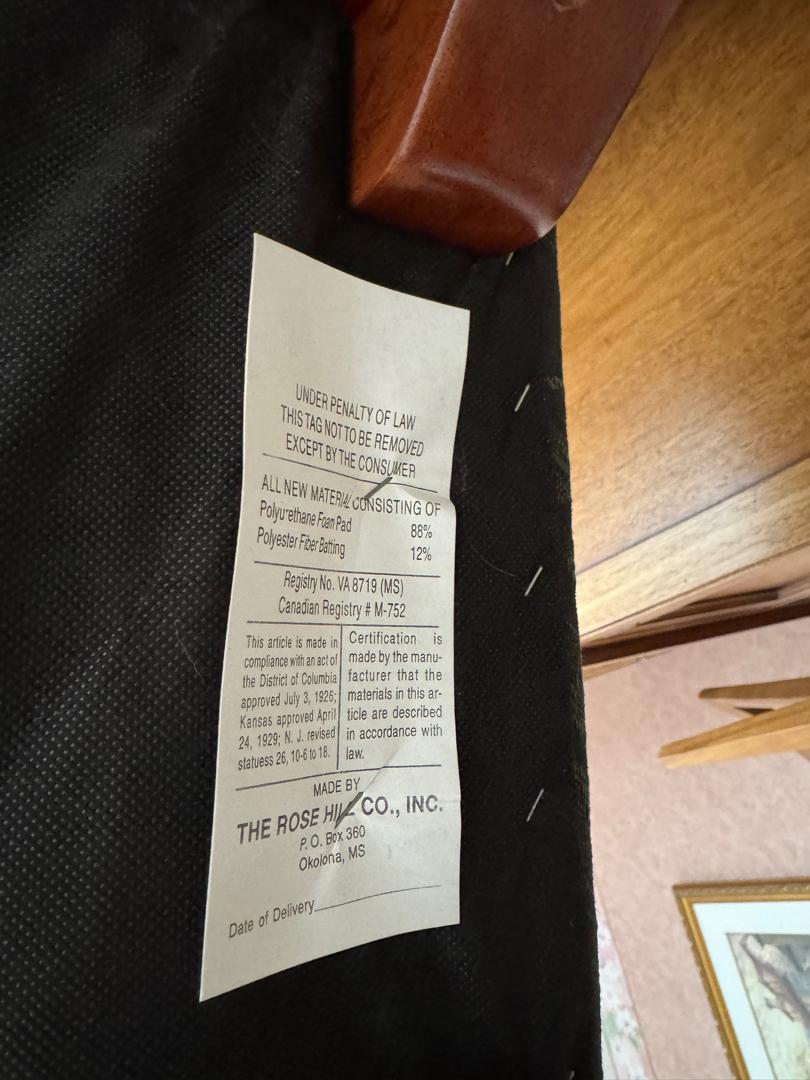 UNDER PENALTY OF LAW
THIS TAG NOT TO BE REMOVED
EXCEPT BY THE CONSUMER
ALL NEW MATERIAL CONSISTING OF
Polyurethane Foam Pad 88%
Polyester Fiber Batting 12%
Registry No. VA 8719 (MS)
Canadian Registry # M-752
This article is made in
compliance with an act of
the District of Columbia
approved July 3, 1926;
Kansas approved April
24, 1929; N. J. revised
statuess 26, 10-6 to 18.
Certification is
made by the manu-
facturer that the
materials in this ar-
ticle are described
in accordance with
law.
MADE BY
THE ROSE HILL CO., INC.
P. O. Box 360
Okolona, MS
Date of Delivery